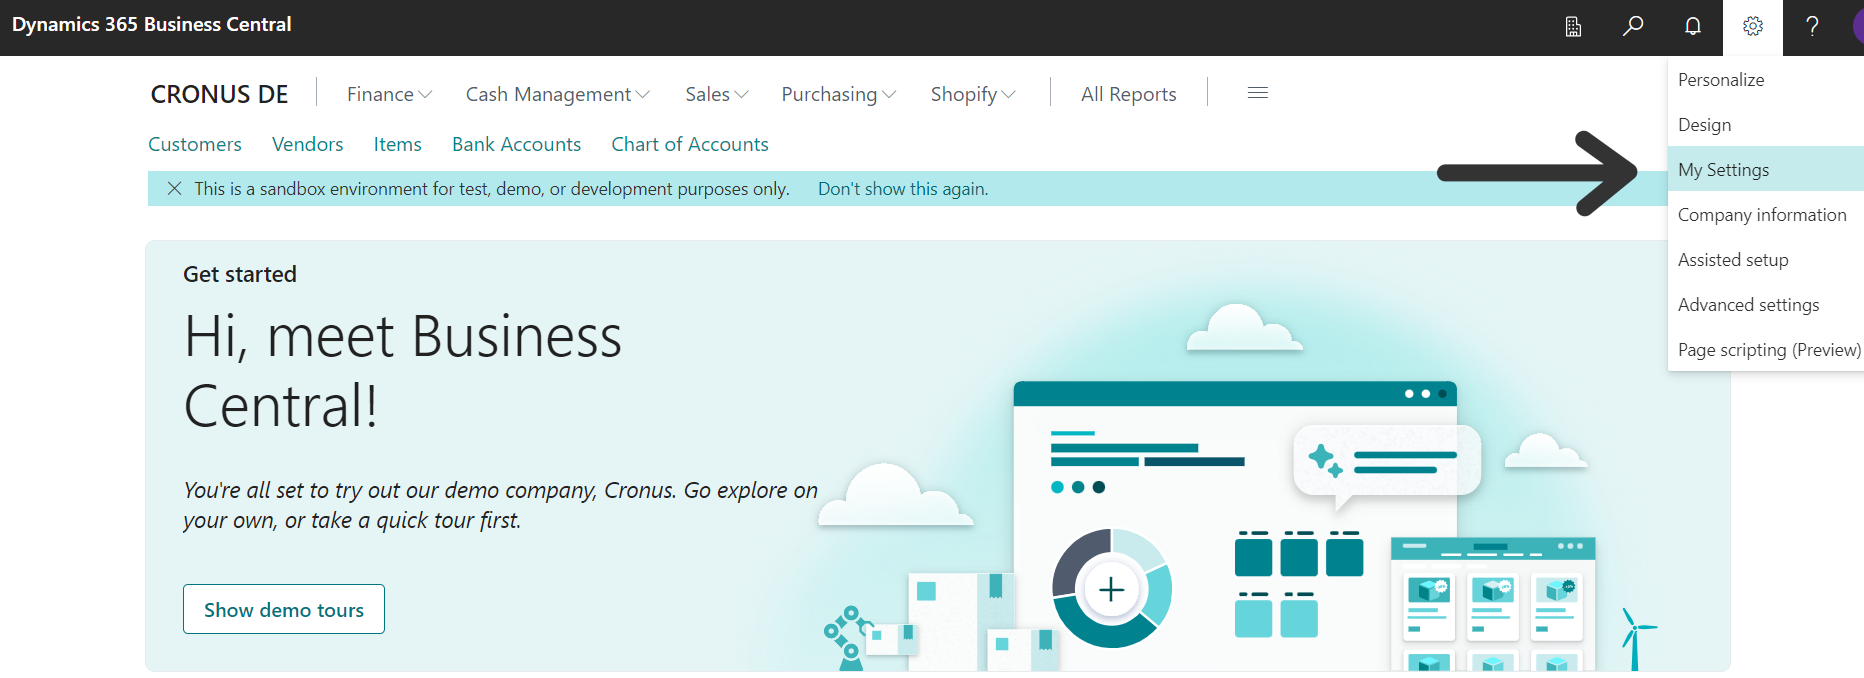 Dynamics 365 Business Central
CRONUS DE Finance Cash Management Sales Purchasing Shopify All Reports
Customers Vendors Items Bank Accounts Chart of Accounts
This is a sandbox environment for test, demo, or development purposes only. Don't show this again.
Get started
Hi, meet Business
Central!
You're all set to try out our demo company, Cronus. Go explore on
your own, or take a quick tour first.
Show demo tours
Personalize
Design
My Settings
Company information
Assisted setup
Advanced settings
Page scripting (Preview)